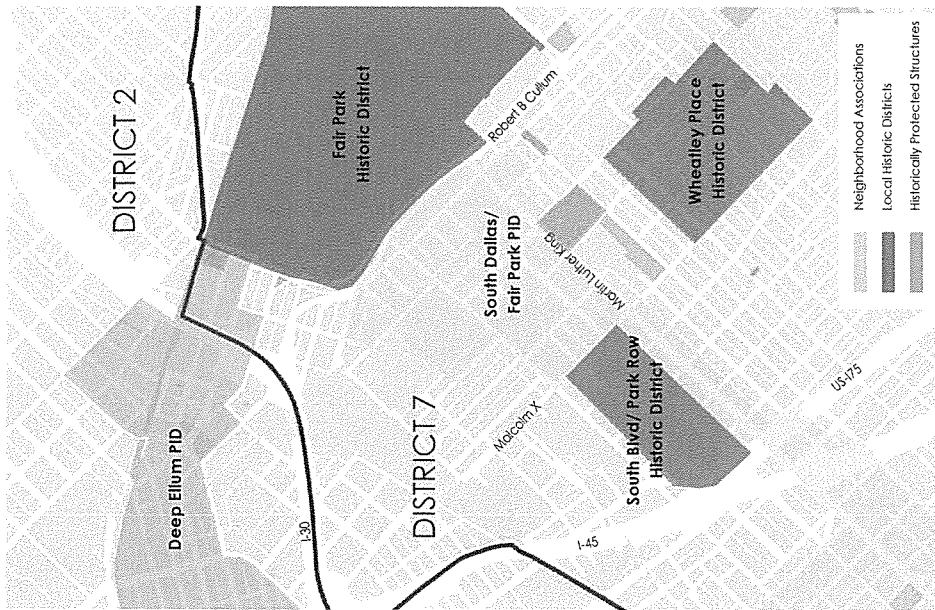 DISTRICT 2
Fair Park
Historic District
Robert B Cullum
Wheatley Place
Historic District
South Dallas/
Fair Park PID
Martin Luther King
Deep Ellum PID
I-30
DISTRICT 7
Malcolm X
South Blvd/ Park Row
Historic District
I-45
US-175
Neighborhood Associations
Local Historic Districts
Historically Protected Structures